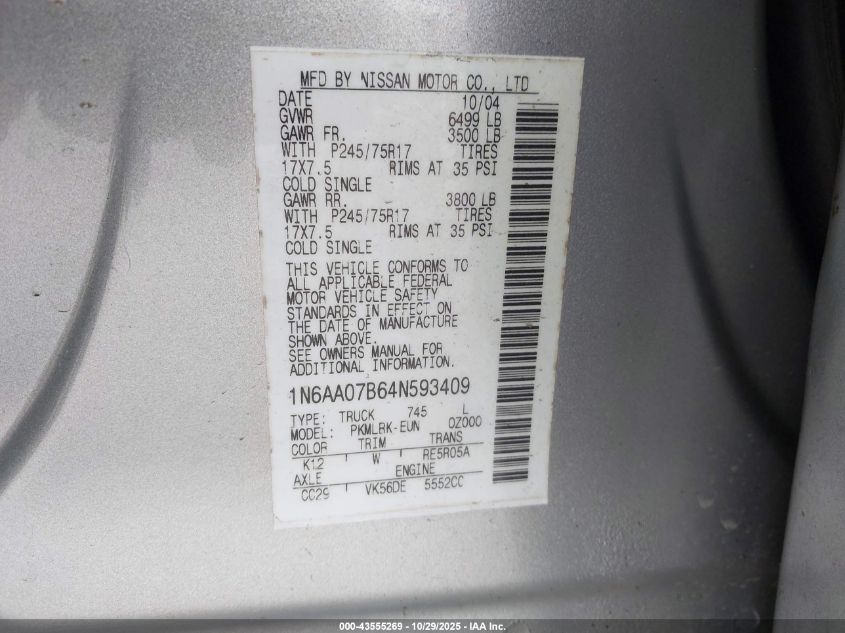 MFD BY NISSAN MOTOR CO., LTD
DATE 10/04
GVWR 6499 LB
GAWR FR. 3500 LB
WITH P245/75R17 TIRES
17X7.5 RIMS AT 35 PSI
COLD SINGLE
GAWR RR. 3800 LB
WITH P245/75R17 TIRES
17X7.5 RIMS AT 35 PSI
COLD SINGLE
THIS VEHICLE CONFORMS TO
ALL APPLICABLE FEDERAL
MOTOR VEHICLE SAFETY
STANDARDS IN EFFECT ON
THE DATE OF MANUFACTURE
SHOWN ABOVE.
SEE OWNERS MANUAL FOR
ADDITIONAL INFORMATION.
1N6AA07B64N593409
TYPE: TRUCK 745 L
MODEL: PKMLRK-EUN 0Z000
COLOR TRIM TRANS
K12 W RE5R05A
AXLE ENGINE
CC29 VK56DE 5552CC
000-43555269 - 10/29/2025 - IAA Inc.